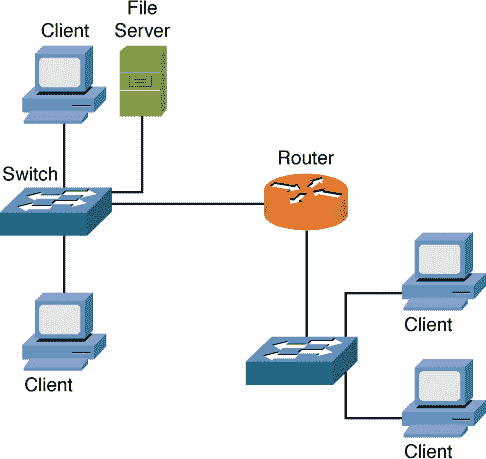 Client
File
Server
Switch
Router
Client
Client
Client